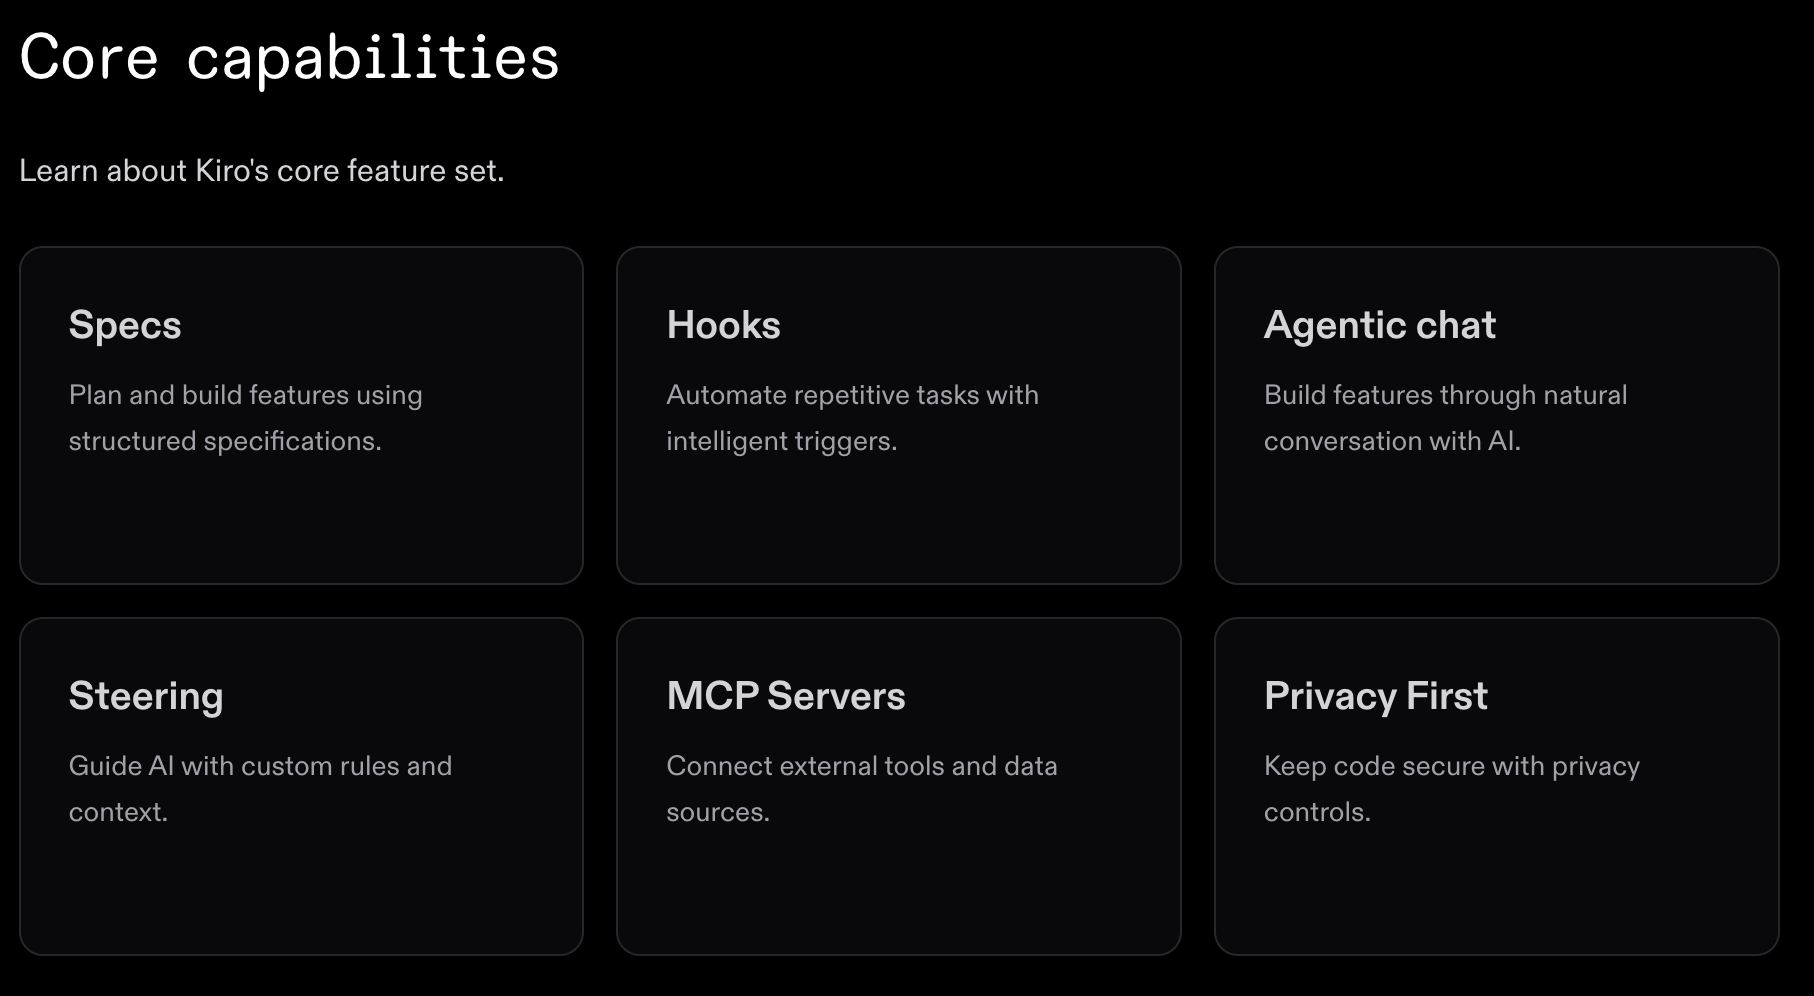 Core capabilities
Learn about Kiro's core feature set.
Specs
Plan and build features using
structured specifications.
Hooks
Automate repetitive tasks with
intelligent triggers.
Agentic chat
Build features through natural
conversation with AI.
Steering
Guide AI with custom rules and
context.
MCP Servers
Connect external tools and data
sources.
Privacy First
Keep code secure with privacy
controls.